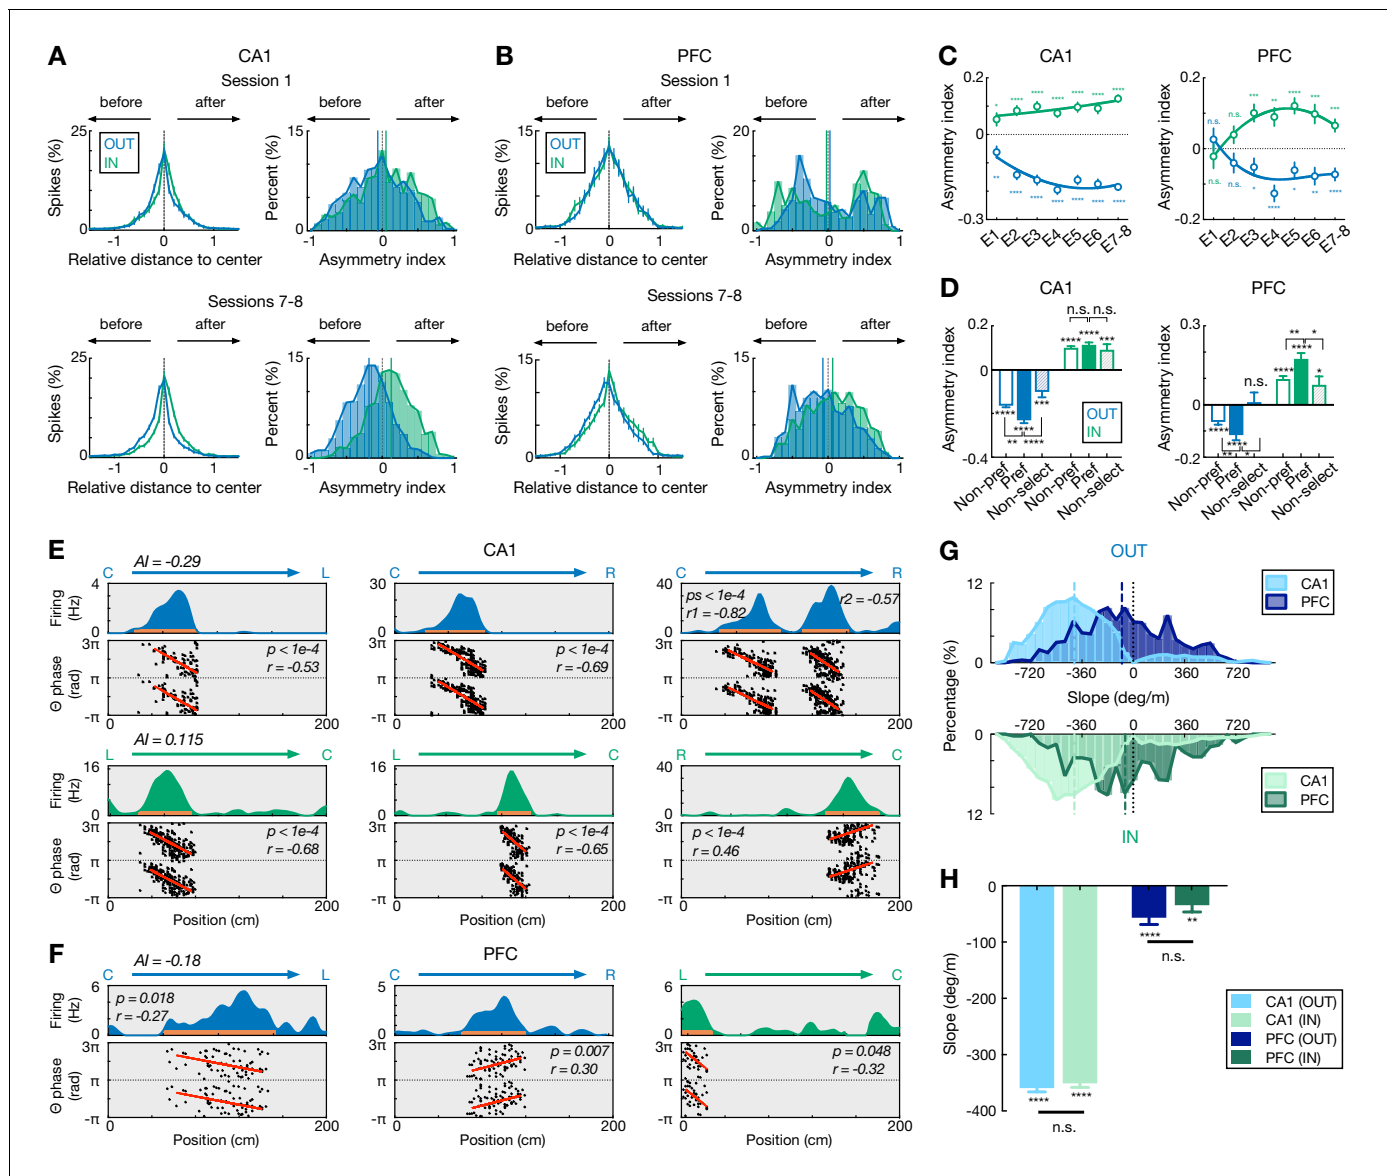 A
CA1
Session 1
before
after
25
Spikes (%)
0
OUT
IN
-1
0
1
Relative distance to center
before
after
15
Percent (%)
0
-1
0
1
Asymmetry index
Sessions 7-8
before
after
25
Spikes (%)
0
-1
0
1
Relative distance to center
before
after
15
Percent (%)
0
-1
0
1
Asymmetry index
B
PFC
Session 1
before
after
15
Spikes (%)
0
OUT
IN
-1
0
1
Relative distance to center
before
after
20
Percent (%)
0
-1
0
1
Asymmetry index
Sessions 7-8
before
after
15
Spikes (%)
0
-1
0
1
Relative distance to center
before
after
15
Percent (%)
0
-1
0
1
Asymmetry index
C
CA1
0.2
0
-0.3
Asymmetry index
* **** *** **** **** **** ****
** **** *** **** **** **** ****
E1 E2 E3 E4 E5 E6 E7-8
PFC
0.2
0
-0.2
Asymmetry index
n.s. n.s. *** ** **** *** ***
n.s. n.s. * **** * ** ****
E1 E2 E3 E4 E5 E6 E7-8
D
CA1
0.2
0
-0.4
Asymmetry index
n.s. n.s.
**** **** ***
**** **** ***
** ****
OUT
IN
Non-pref Pref Non-select Non-pref Pref Non-select
PFC
0.3
0
-0.2
Asymmetry index
** *
**** **** *
n.s.
**** ****
** *
Non-pref Pref Non-select Non-pref Pref Non-select
E
CA1
AI = -0.29
C L
4
0
Firing (Hz)
3π
π
-π
Θ phase (rad)
p < 1e-4
r = -0.53
0 200
C R
30
0
p < 1e-4
r = -0.69
0 200
C R
40
0
ps < 1e-4
r1 = -0.82
r2 = -0.57
0 200
AI = 0.115
L C
16
0
Firing (Hz)
3π
π
-π
Θ phase (rad)
p < 1e-4
r = -0.68
0 200
Position (cm)
L C
16
0
3π
π
-π
p < 1e-4
r = -0.65
0 200
Position (cm)
R C
40
0
3π
π
-π
p < 1e-4
r = 0.46
0 200
Position (cm)
F
PFC
AI = -0.18
C L
6
0
Firing (Hz)
p = 0.018
r = -0.27
3π
π
-π
Θ phase (rad)
0 200
Position (cm)
C R
4
0
3π
π
-π
p = 0.007
r = 0.30
0 200
Position (cm)
L C
6
0
3π
π
-π
p = 0.048
r = -0.32
0 200
Position (cm)
G
OUT
12
0
CA1
PFC
-720 -360 0 360 720
Slope (deg/m)
Percentage (%)
-720 -360 0 360 720
0
12
CA1
PFC
IN
H
0
-100
-200
-300
-400
Slope (deg/m)
**** ****
n.s.
**** **
n.s.
CA1 (OUT)
CA1 (IN)
PFC (OUT)
PFC (IN)